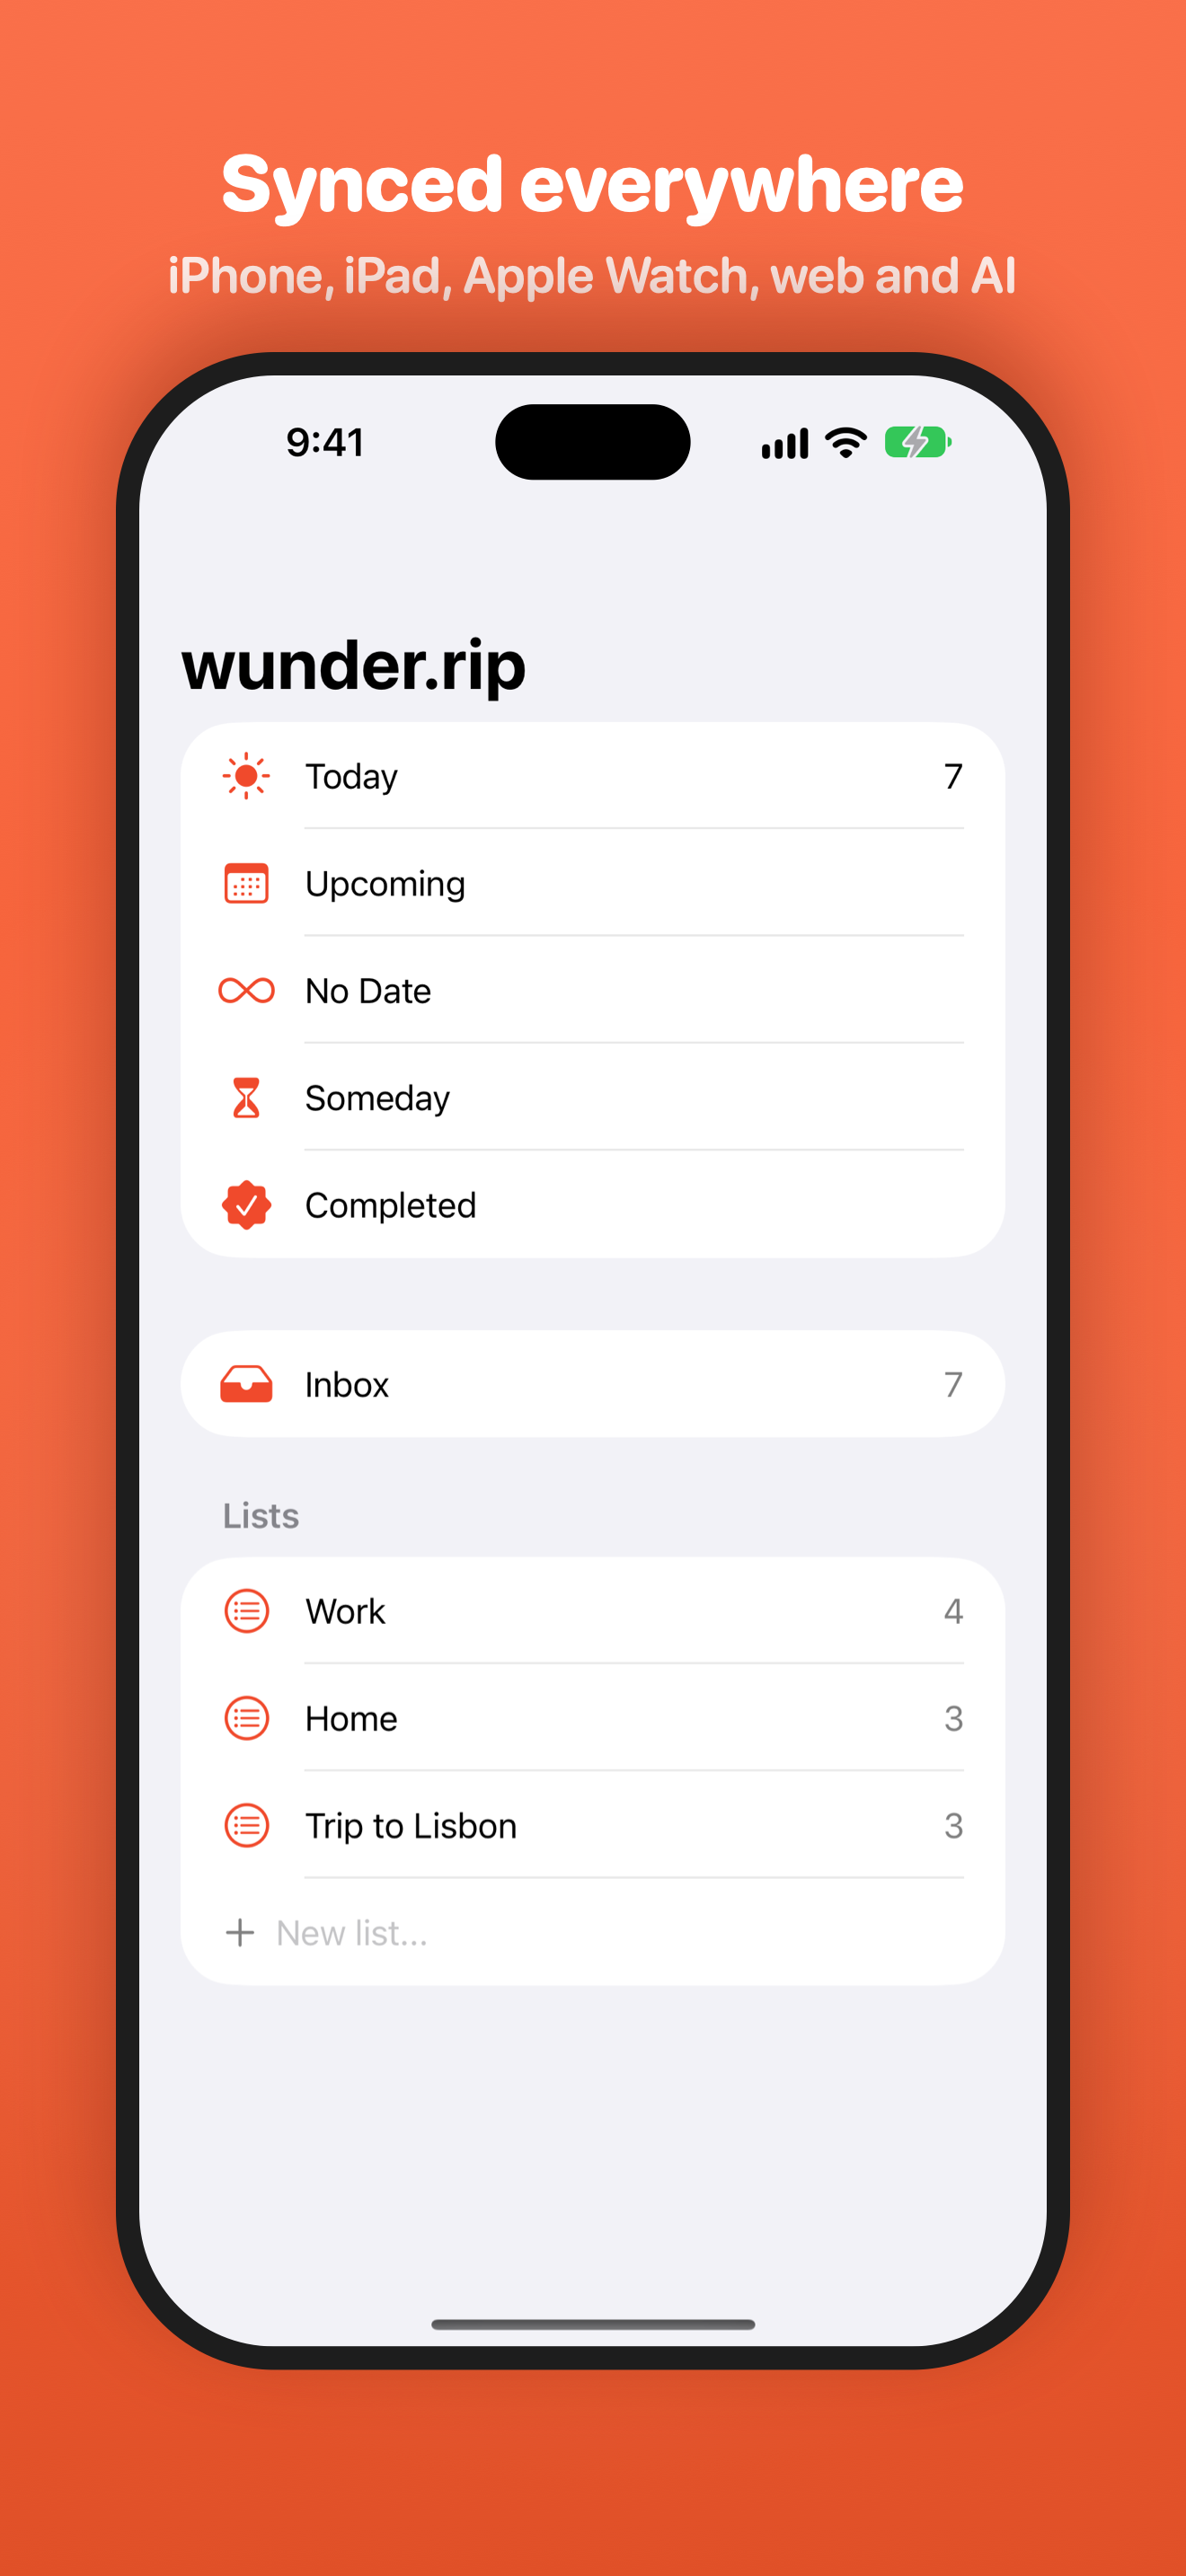 Synced everywhere
iPhone, iPad, Apple Watch, web and AI
9:41
wunder.rip
Today 7
Upcoming
No Date
Someday
Completed
Inbox 7
Lists
Work 4
Home 3
Trip to Lisbon 3
New list...